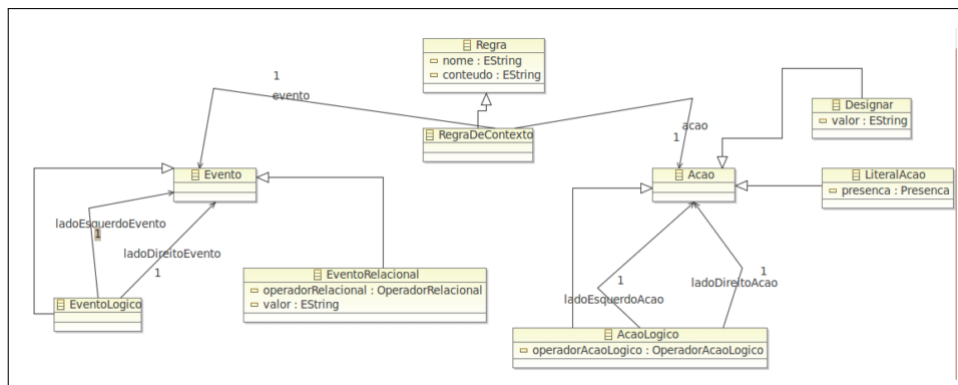 Regra
nome : EString
conteudo : EString
1
evento
RegraDeContexto
acao
1
Designar
valor : EString
Evento
Acao
LiteralAcao
presenca : Presenca
ladoEsquerdoEvento
1
ladoDireitoEvento
1
EventoRelacional
operadorRelacional : OperadorRelacional
valor : EString
EventoLogico
1
ladoDireitoAcao
1
ladoEsquerdoAcao
AcaoLogico
operadorAcaoLogico : OperadorAcaoLogico